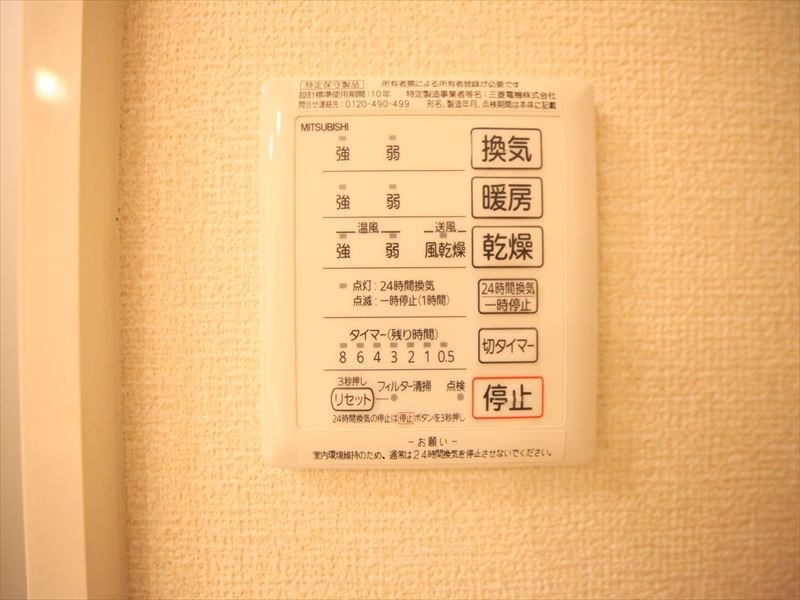 特定保守製品 所有者票による所有者登録が必要です
設計標準使用期間:10年 特定製造事業者等名:三菱電機株式会社
問合せ連絡先:0120-490-499 形名、製造年月、点検期間は本体に記載
MITSUBISHI
強 弱 換気
強 弱 暖房
温風 送風
強 弱 風乾燥 乾燥
点灯:24時間換気
点滅:一時停止(1時間)
24時間換気
一時停止
タイマー(残り時間)
8 6 4 3 2 1 0.5
切タイマー
3秒押し
リセット フィルター清掃 点検
停止
24時間換気の停止は停止ボタンを3秒押し
-お願い-
室内環境維持のため、通常は24時間換気を停止させないでください。